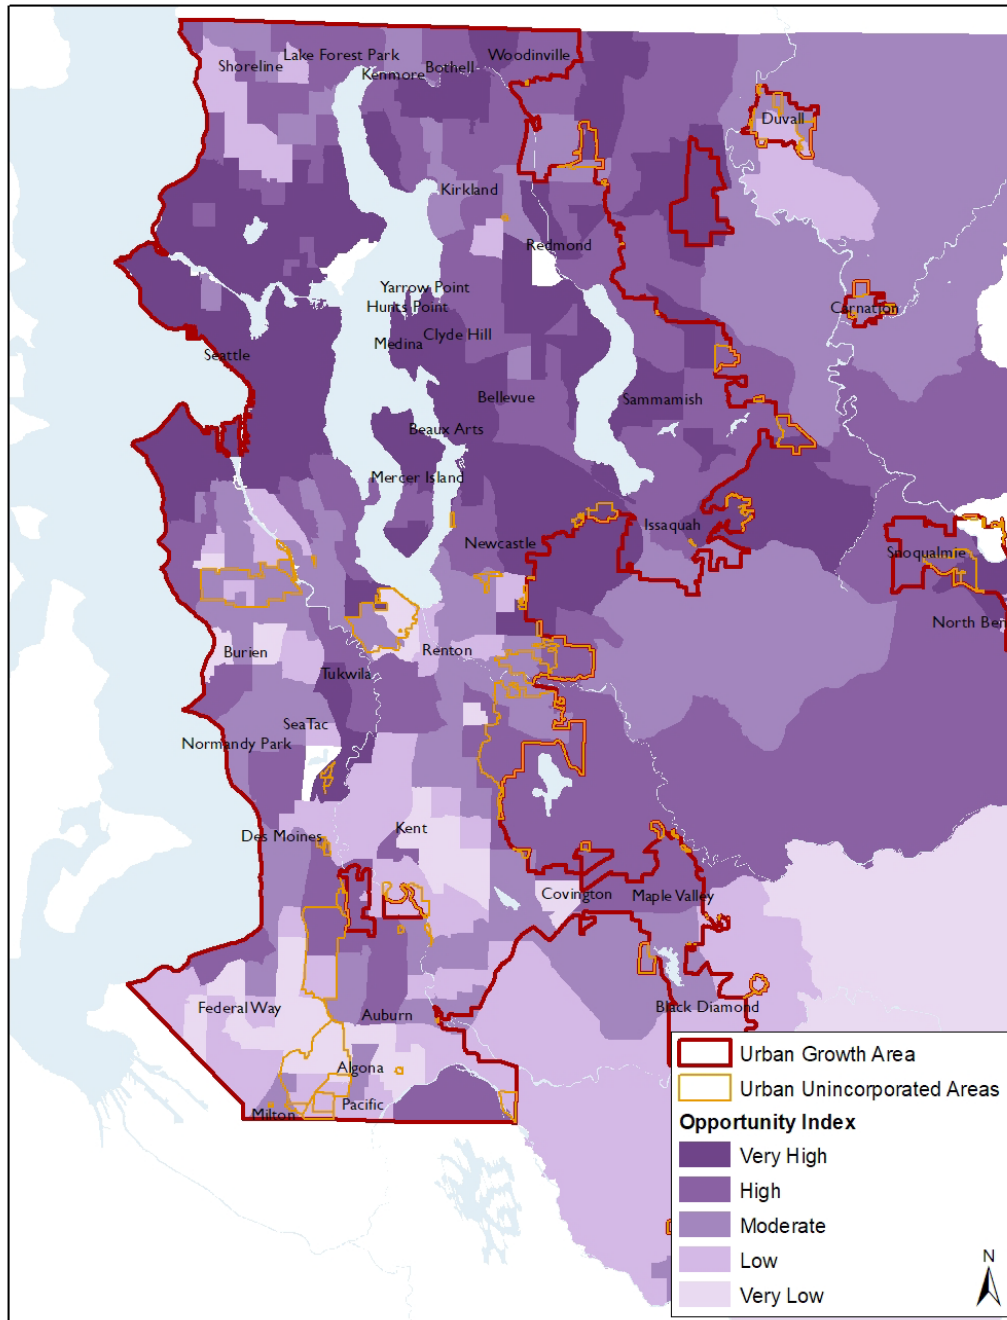 Lake Forest Park
Woodinville
Shoreline
Bothell
Kenmore
Duvall
Kirkland
Redmond
Yarrow Point
Hunts Point
Carnation
Clyde Hill
Medina
Seattle
Bellevue
Sammamish
Beaux Arts
Mercer Island
Issaquah
Newcastle
Snoqualmie
North Ben
Burien
Renton
Tukwila
SeaTac
Normandy Park
Des Moines
Kent
Covington
Maple Valley
Federal Way
Black Diamond
Auburn
Algona
Pacific
Milton
Urban Growth Area
Urban Unincorporated Areas
Opportunity Index
Very High
High
Moderate
Low
Very Low
N